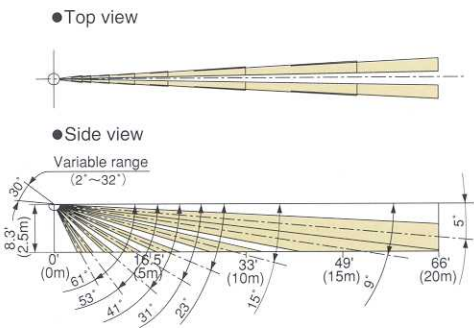 ●Top view
●Side view
Variable range
(2°~32°)
30°
8.3'
(2.5m)
5°
0'
(0m)
16.5'
(5m)
33'
(10m)
49'
(15m)
66'
(20m)
61°
53°
41°
31°
23°
15°
9°